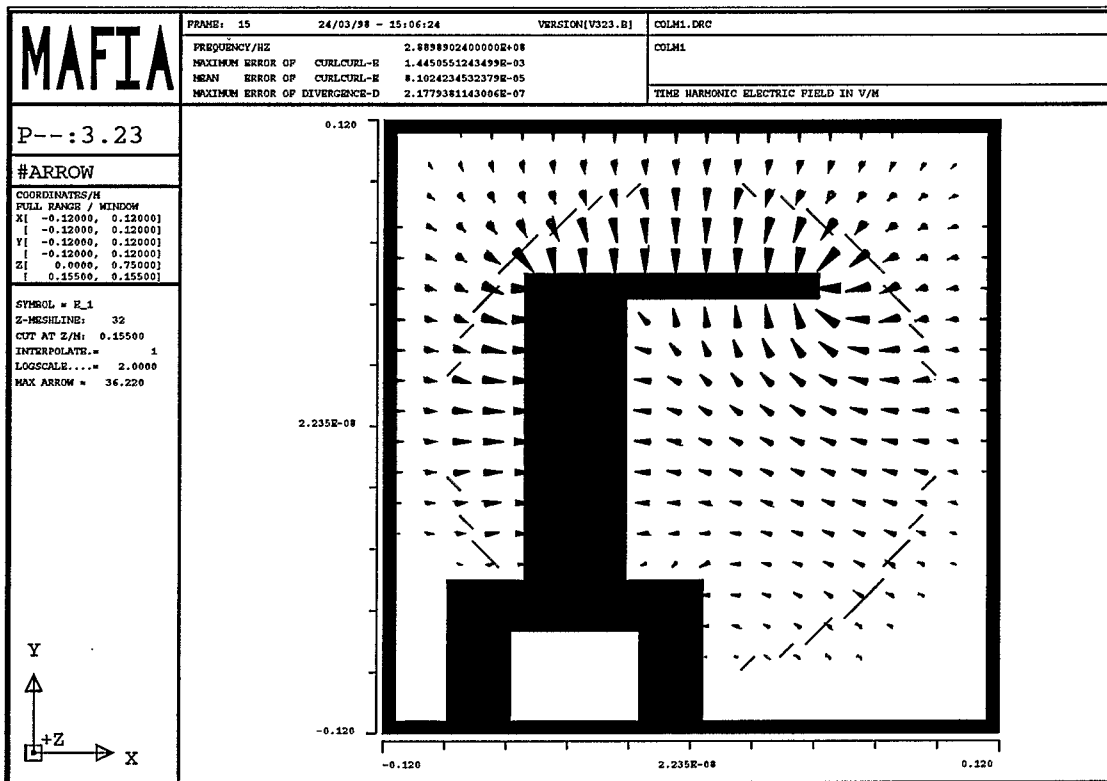 MAFIA
FRAME: 15 24/03/98 - 15:06:24 VERSION[V323.B] COLM1.DRC
FREQUENCY/HZ 2.8898902400000E+08 COLM1
MAXIMUM ERROR OF CURLCURL-E 1.4450551243499E-03
MEAN ERROR OF CURLCURL-E 8.1024234532379E-05
MAXIMUM ERROR OF DIVERGENCE-D 2.1779381143006E-07 TIME HARMONIC ELECTRIC FIELD IN V/M
P--:3.23
#ARROW
COORDINATES/M
FULL RANGE / WINDOW
X[ -0.12000, 0.12000]
[ -0.12000, 0.12000]
Y[ -0.12000, 0.12000]
[ -0.12000, 0.12000]
Z[ 0.0000, 0.75000]
[ 0.15500, 0.15500]
SYMBOL = E_1
Z-MESHLINE: 32
CUT AT Z/M: 0.15500
INTERPOLATE.= 1
LOGSCALE....= 2.0000
MAX ARROW = 36.220
0.120
2.235E-08
-0.120
-0.120 2.235E-08 0.120
Y
+Z
X